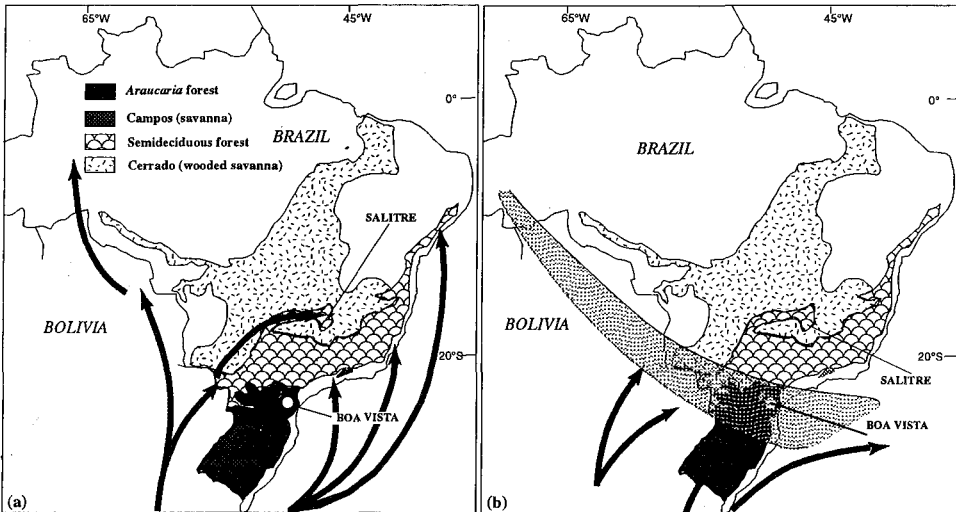 65°W
45°W
Araucaria forest
Campos (savanna)
Semideciduous forest
Cerrado (wooded savanna)
0°
BRAZIL
SALITRE
BOLIVIA
20°S
BOA VISTA
(a)
65°W
45°W
0°
BRAZIL
BOLIVIA
20°S
SALITRE
BOA VISTA
(b)